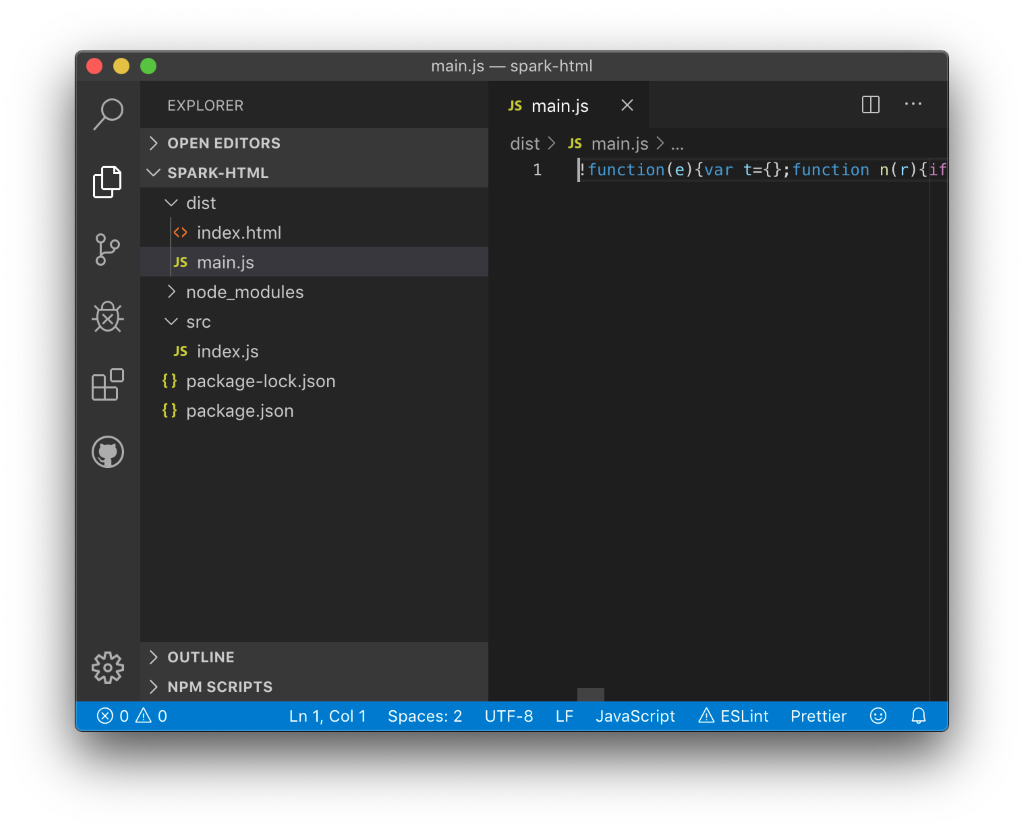 main.js — spark-html
EXPLORER
OPEN EDITORS
SPARK-HTML
dist
<> index.html
JS main.js
node_modules
src
JS index.js
{} package-lock.json
{} package.json
OUTLINE
NPM SCRIPTS
JS main.js
dist > JS main.js > ...
1 !function(e){var t={};function n(r){if
0 0 Ln 1, Col 1 Spaces: 2 UTF-8 LF JavaScript ESLint Prettier